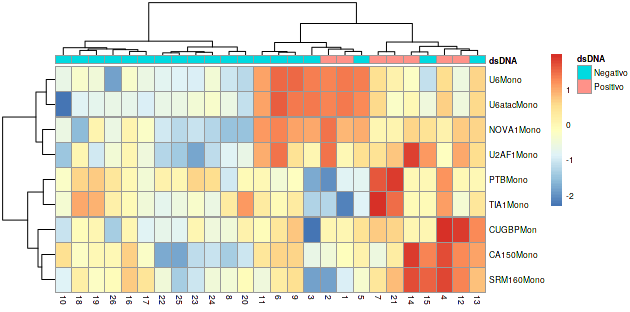 dsDNA
dsDNA
Negativo
Positivo
U6Mono
U6atacMono
NOVA1Mono
U2AF1Mono
PTBMono
TIA1Mono
CUGBPMon
CA150Mono
SRM160Mono
1
0
-1
-2
10 18 19 26 16 17 22 25 23 24 8 20 11 6 9 3 2 1 5 7 21 14 15 4 12 13